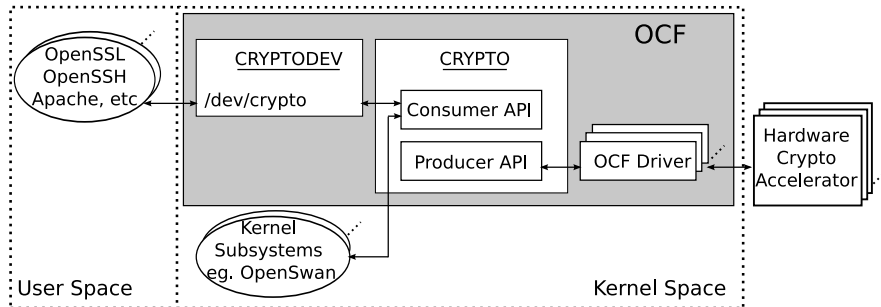 OCF
OpenSSL
OpenSSH
Apache, etc
CRYPTODEV
/dev/crypto
CRYPTO
Consumer API
Producer API
OCF Driver
Hardware
Crypto
Accelerator
Kernel
Subsystems
eg. OpenSwan
User Space
Kernel Space